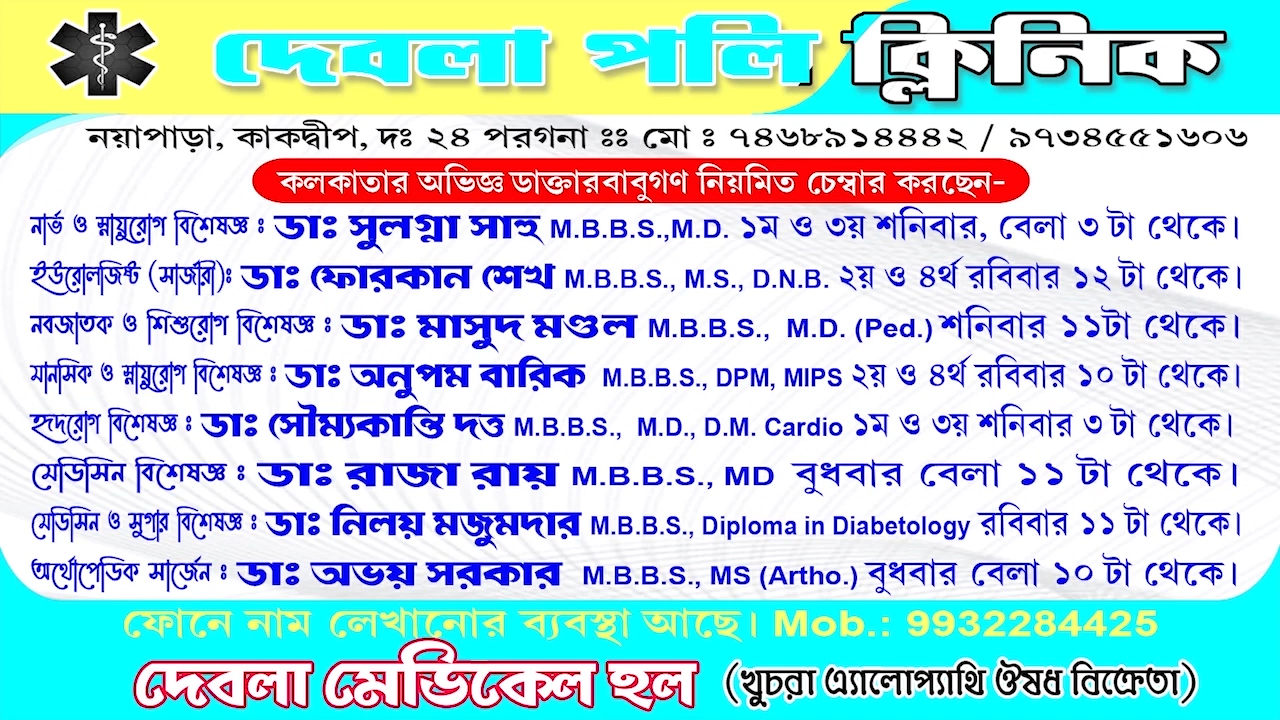 দেবলা পলি ক্লিনিক
নয়াপাড়া, কাকদ্বীপ, দঃ ২৪ পরগনা ঃঃ মো ঃ ৭৪৬৮৯১৪৪৪২ / ৯৭৩৪৫৫১৬০৬
কলকাতার অভিজ্ঞ ডাক্তারবাবুগণ নিয়মিত চেম্বার করছেন-
নার্ভ ও স্নায়ুরোগ বিশেষজ্ঞ ঃ ডাঃ সুলগ্না সাহু M.B.B.S.,M.D. ১ম ও ৩য় শনিবার, বেলা ৩ টা থেকে।
ইউরোলজিষ্ট (সার্জারী)ঃ ডাঃ ফোরকান শেখ M.B.B.S., M.S., D.N.B. ২য় ও ৪র্থ রবিবার ১২ টা থেকে।
নবজাতক ও শিশুরোগ বিশেষজ্ঞ ঃ ডাঃ মাসুদ মণ্ডল M.B.B.S., M.D. (Ped.) শনিবার ১১টা থেকে।
মানসিক ও স্নায়ুরোগ বিশেষজ্ঞ ঃ ডাঃ অনুপম বারিক M.B.B.S., DPM, MIPS ২য় ও ৪র্থ রবিবার ১০ টা থেকে।
হৃদরোগ বিশেষজ্ঞ ঃ ডাঃ সৌম্যকান্তি দত্ত M.B.B.S., M.D., D.M. Cardio ১ম ও ৩য় শনিবার ৩ টা থেকে।
মেডিসিন বিশেষজ্ঞ ঃ ডাঃ রাজা রায় M.B.B.S., MD বুধবার বেলা ১১ টা থেকে।
মেডিসিন ও সুগার বিশেষজ্ঞ ঃ ডাঃ নিলয় মজুমদার M.B.B.S., Diploma in Diabetology রবিবার ১১ টা থেকে।
অর্থোপেডিক সার্জেন ঃ ডাঃ অভয় সরকার M.B.B.S., MS (Artho.) বুধবার বেলা ১০ টা থেকে।
ফোনে নাম লেখানোর ব্যবস্থা আছে। Mob.: 9932284425
দেবলা মেডিকেল হল (খুচরা এ্যালোপ্যাথি ঔষধ বিক্রেতা)